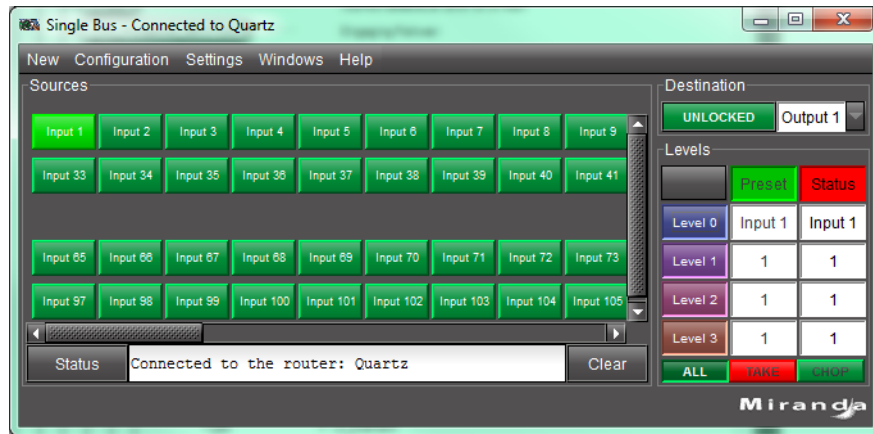 Single Bus - Connected to Quartz
New Configuration Settings Windows Help
Sources
Input 1 Input 2 Input 3 Input 4 Input 5 Input 6 Input 7 Input 8 Input 9
Input 33 Input 34 Input 35 Input 36 Input 37 Input 38 Input 39 Input 40 Input 41
Input 65 Input 66 Input 67 Input 68 Input 69 Input 70 Input 71 Input 72 Input 73
Input 97 Input 98 Input 99 Input 100 Input 101 Input 102 Input 103 Input 104 Input 105
Status Connected to the router: Quartz Clear
Destination
UNLOCKED Output 1
Levels
Preset Status
Level 0 Input 1 Input 1
Level 1 1 1
Level 2 1 1
Level 3 1 1
ALL TAKE CHOP
Miranda